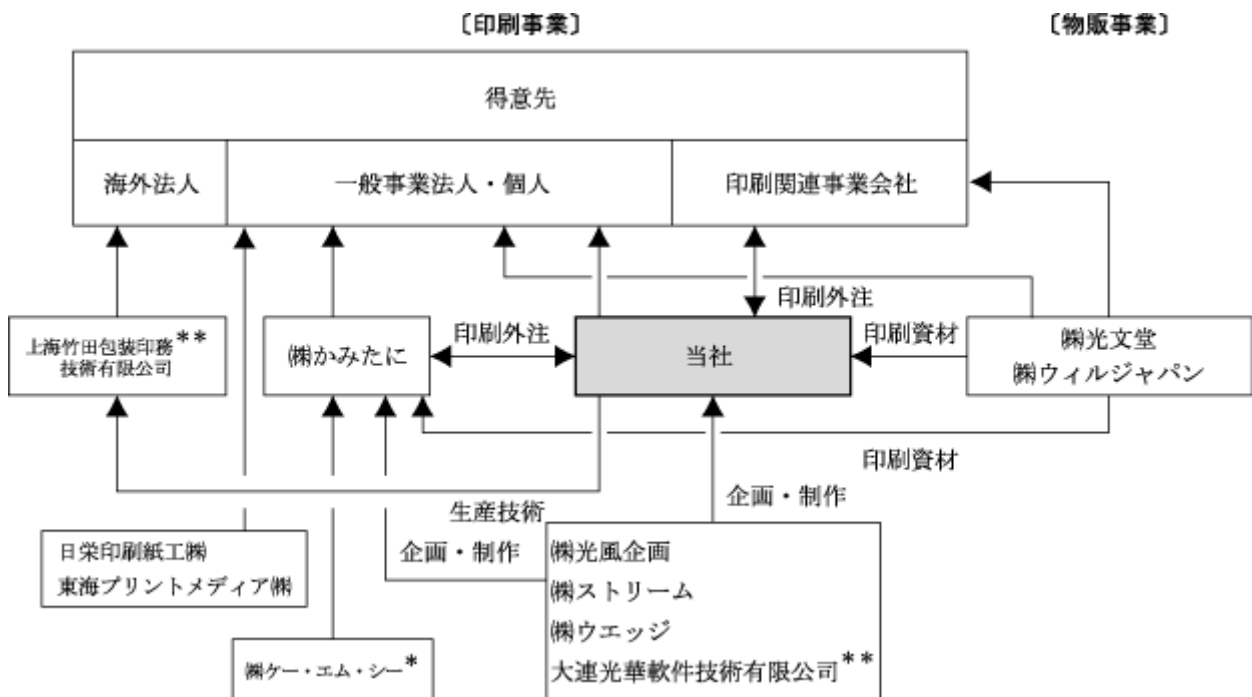 〔印刷事業〕
〔物販事業〕
得意先
海外法人
一般事業法人・個人
印刷関連事業会社
印刷外注
上海竹田包装印務**
技術有限公司
㈱かみたに
印刷外注
当社
印刷資材
㈱光文堂
㈱ウィルジャパン
印刷資材
生産技術
企画・制作
日栄印刷紙工㈱
東海プリントメディア㈱
企画・制作
㈱光風企画
㈱ストリーム
㈱ウエッジ
大連光華軟件技術有限公司**
㈱ケー・エム・シー*